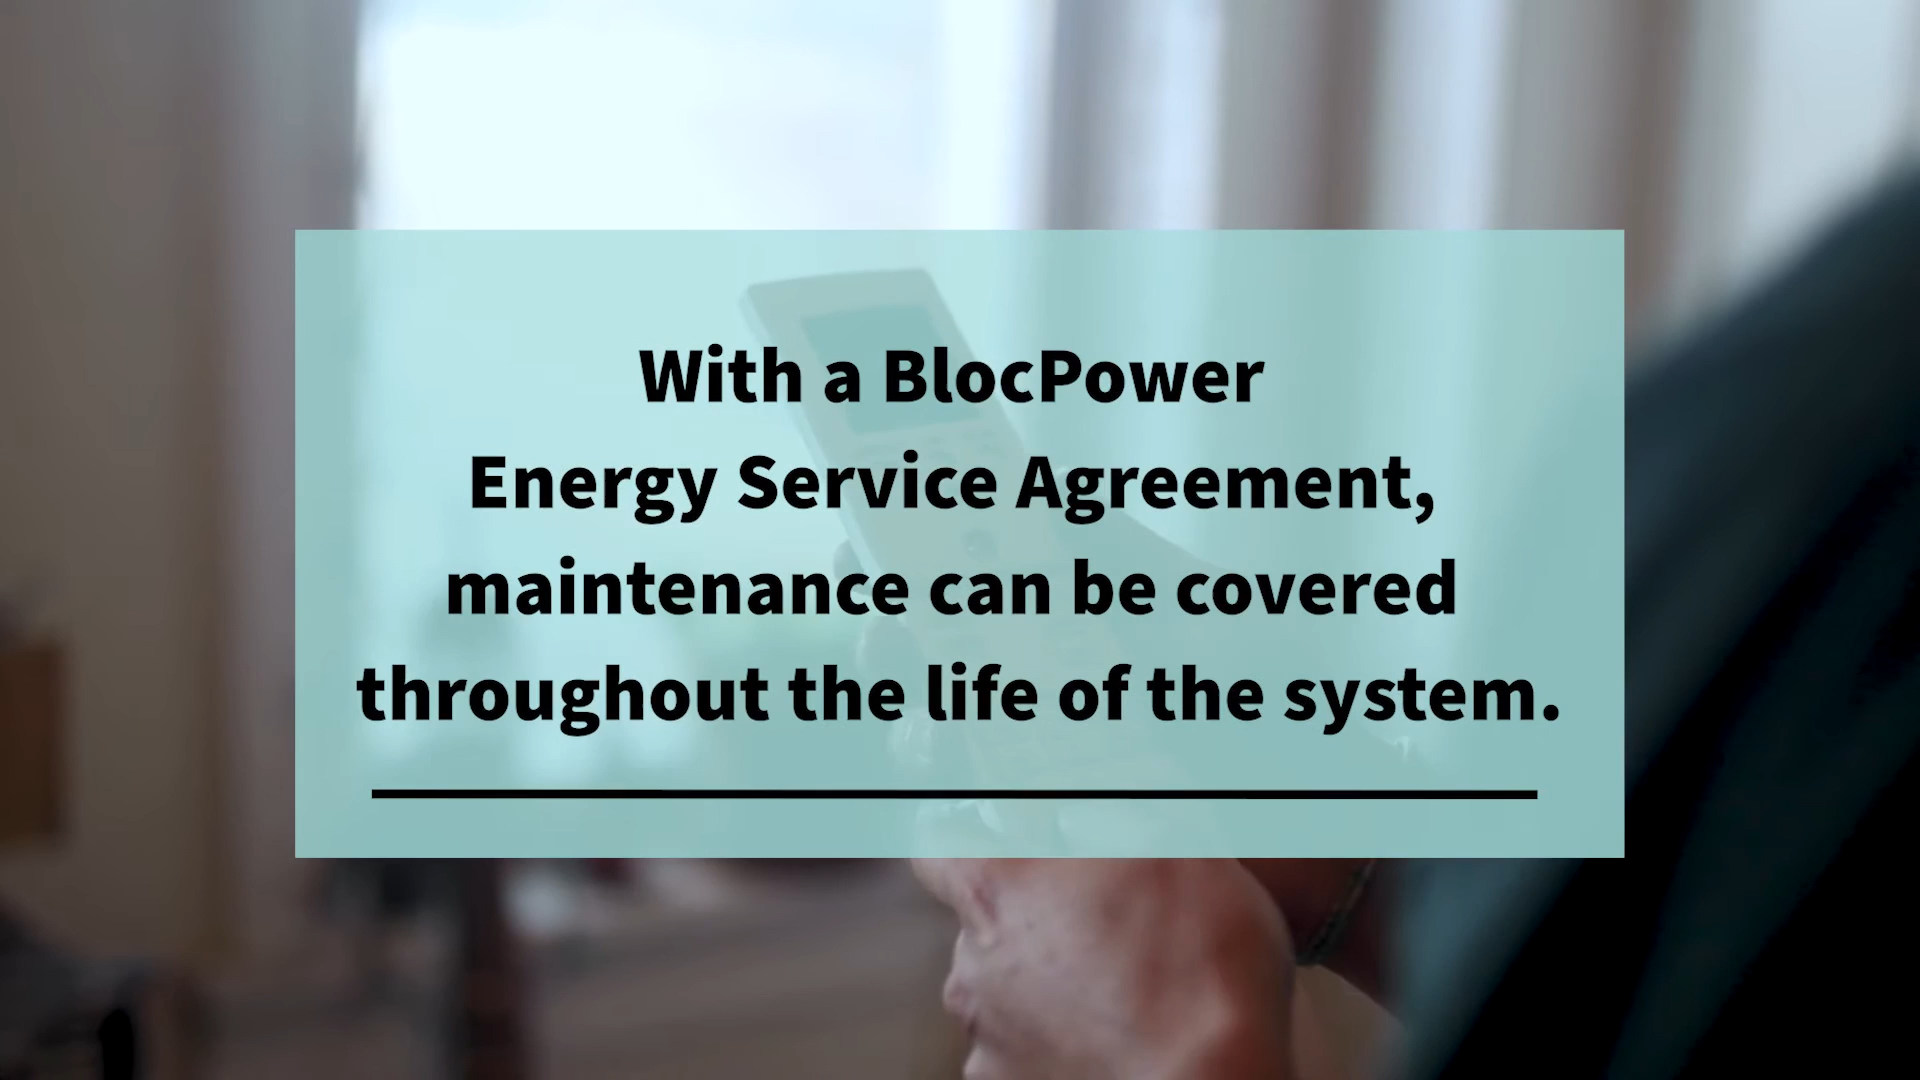 With a BlocPower
Energy Service Agreement,
maintenance can be covered
throughout the life of the system.